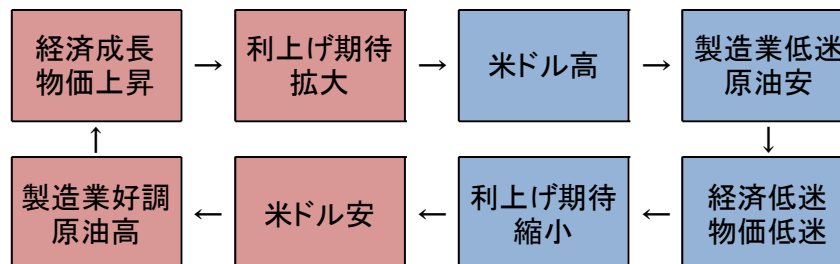 経済成長
物価上昇
→
利上げ期待
拡大
→
米ドル高
→
製造業低迷
原油安
↓
経済低迷
物価低迷
←
利上げ期待
縮小
←
米ドル安
←
製造業好調
原油高
↑